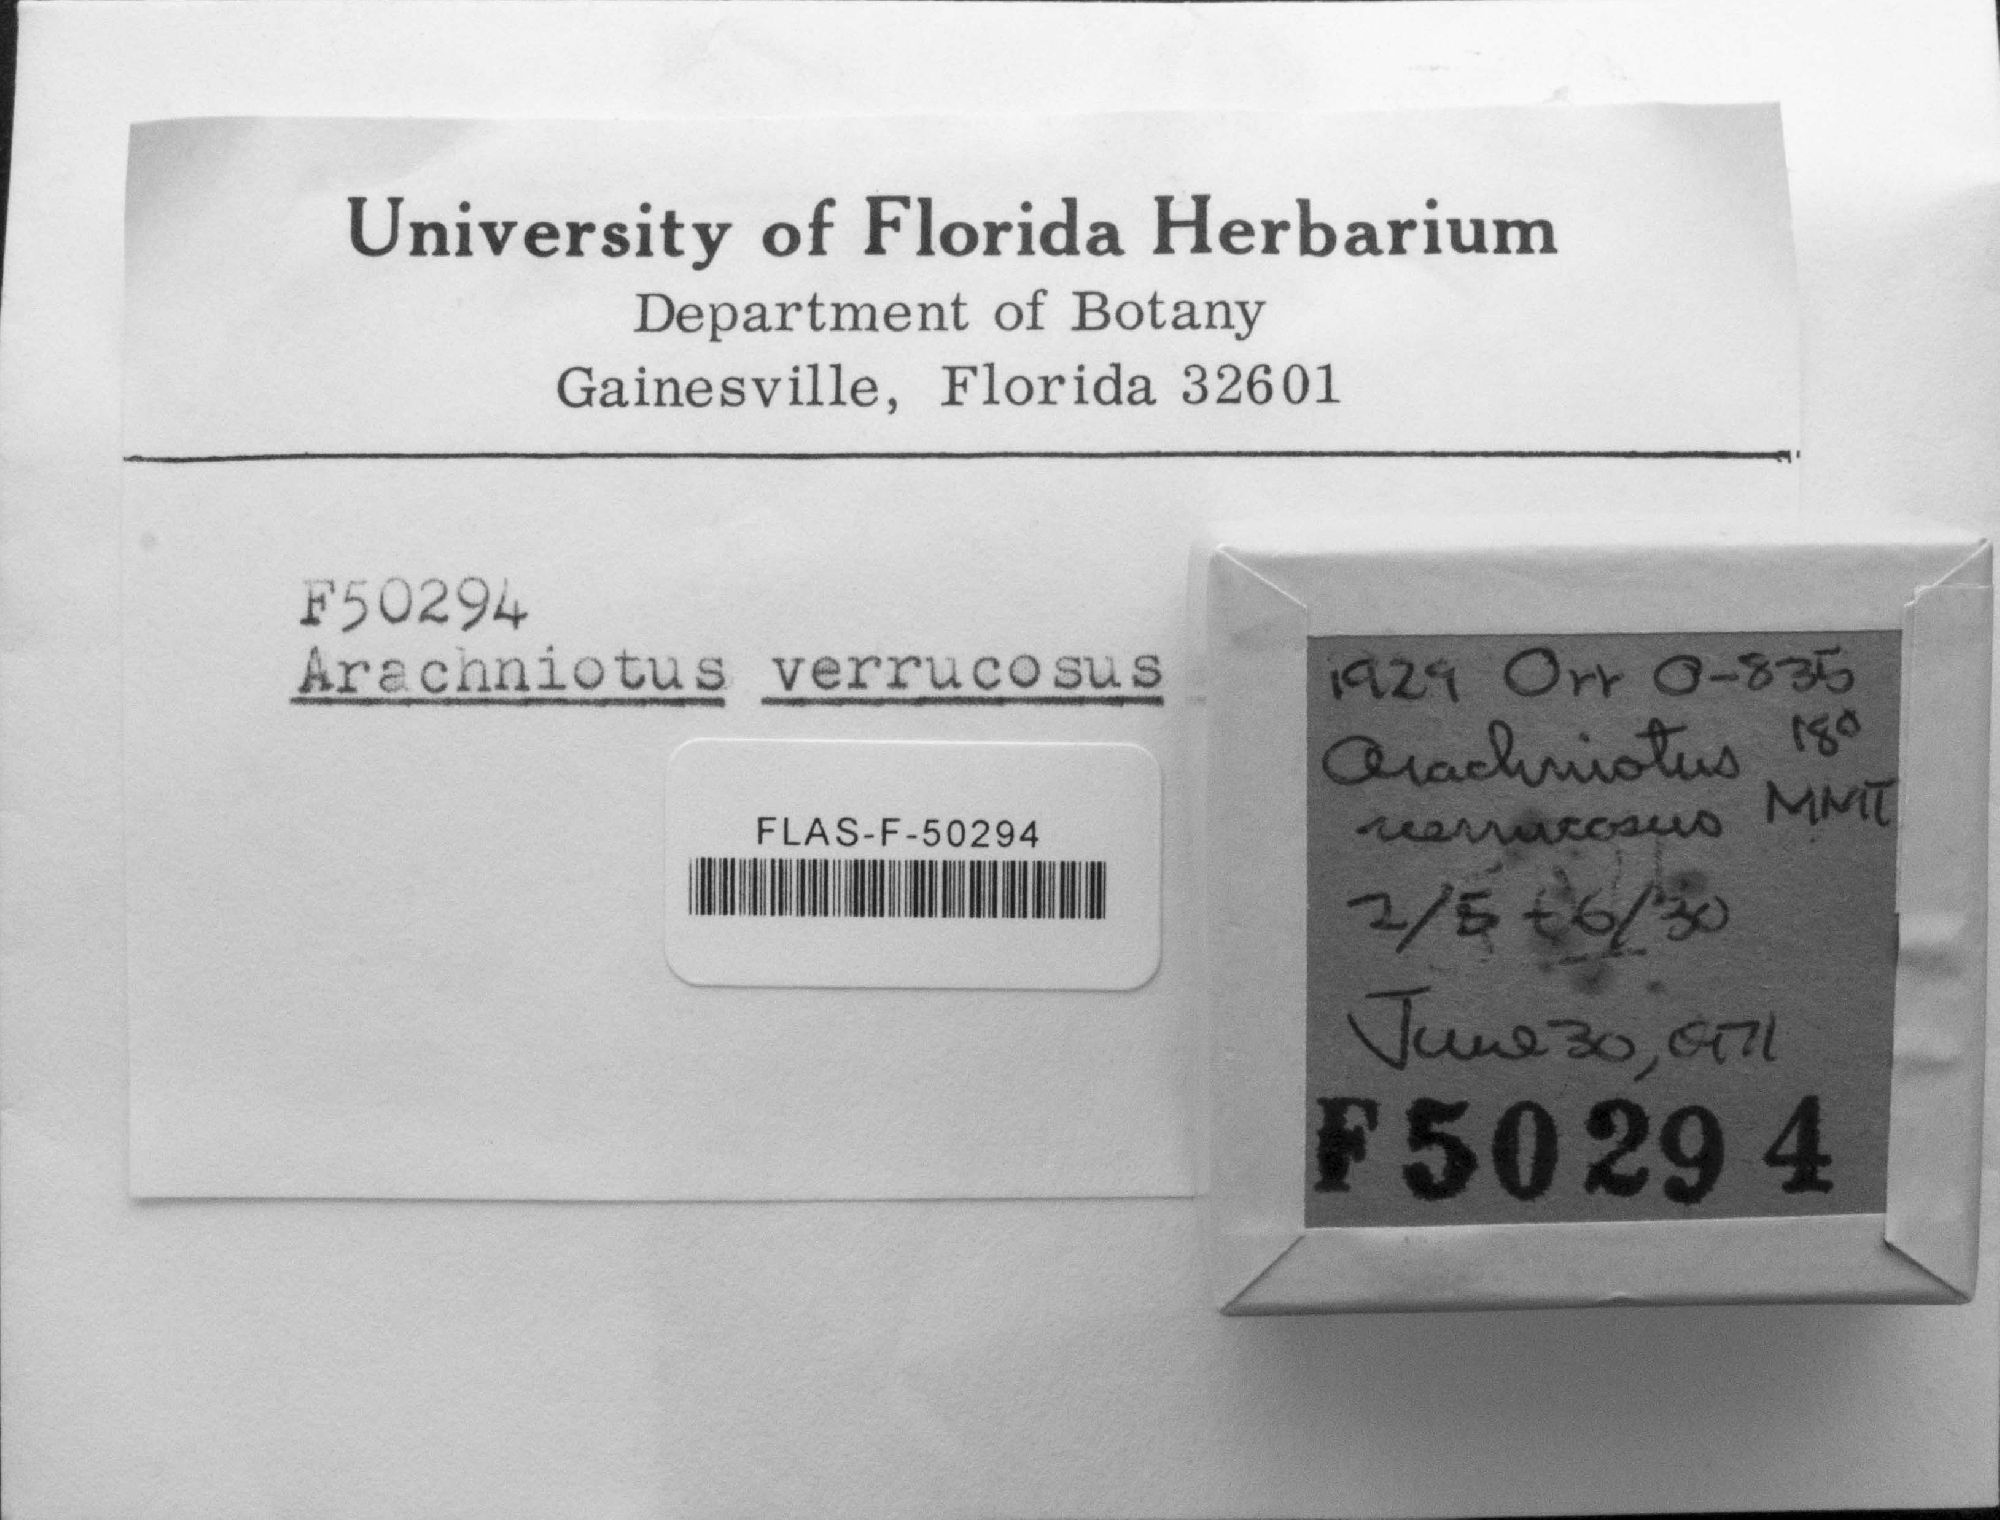 University of Florida Herbarium
Department of Botany
Gainesville, Florida 32601
F50294
Arachniotus verrucosus
FLAS-F-50294
1929 Orr O-835
Arachniotus 18°
verrucosus MMT
2/5 + 6/30
June 30,
F50294